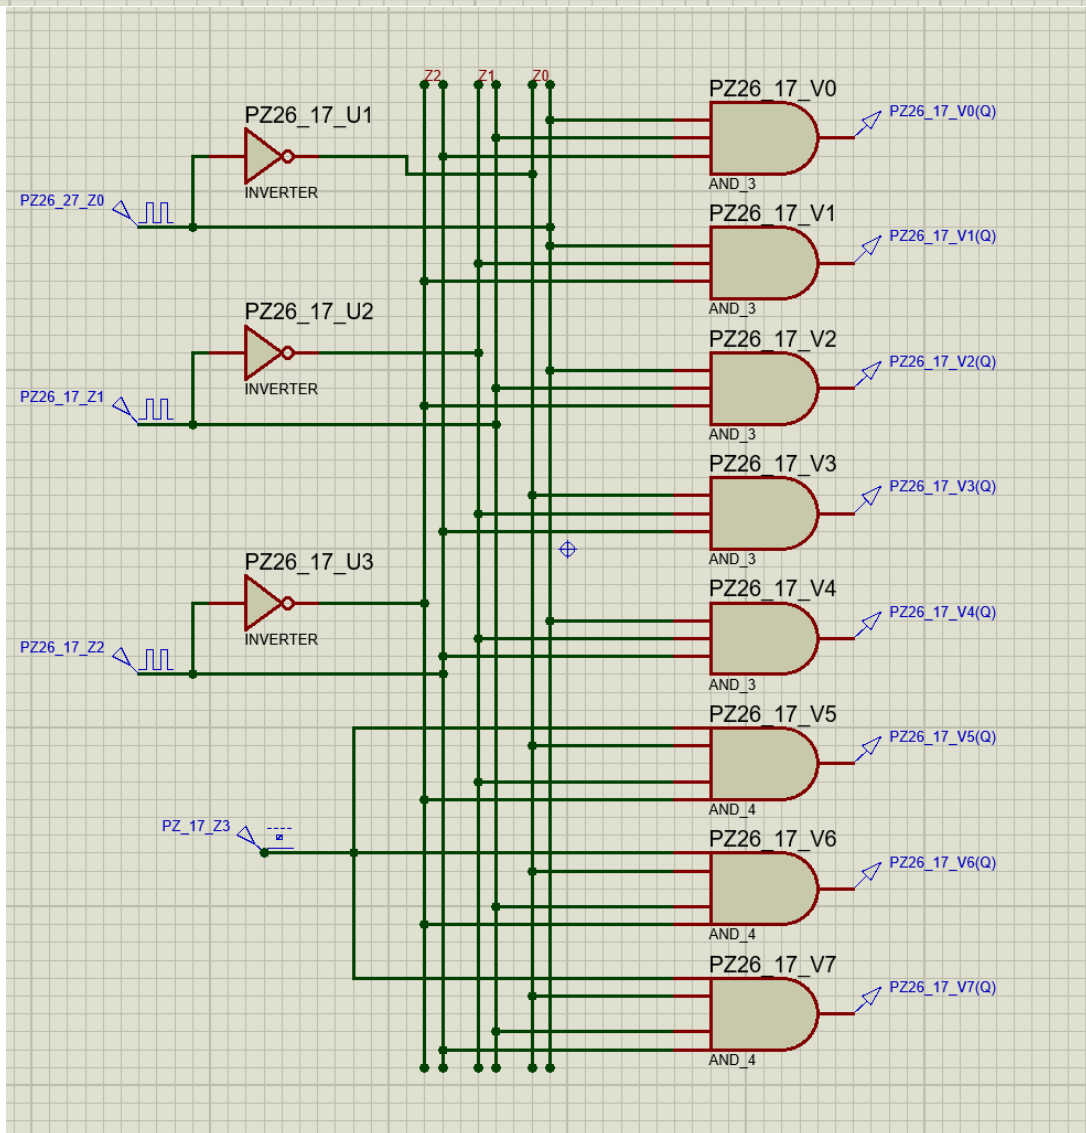 Z2 Z1 Z0
PZ26_17_V0
PZ26_17_V0(Q)
AND_3
PZ26_17_U1
INVERTER
PZ26_27_Z0
PZ26_17_V1
PZ26_17_V1(Q)
AND_3
PZ26_17_U2
INVERTER
PZ26_17_Z1
PZ26_17_V2
PZ26_17_V2(Q)
AND_3
PZ26_17_V3
PZ26_17_V3(Q)
AND_3
PZ26_17_U3
INVERTER
PZ26_17_Z2
PZ26_17_V4
PZ26_17_V4(Q)
AND_3
PZ26_17_V5
PZ26_17_V5(Q)
AND_4
PZ_17_Z3
PZ26_17_V6
PZ26_17_V6(Q)
AND_4
PZ26_17_V7
PZ26_17_V7(Q)
AND_4